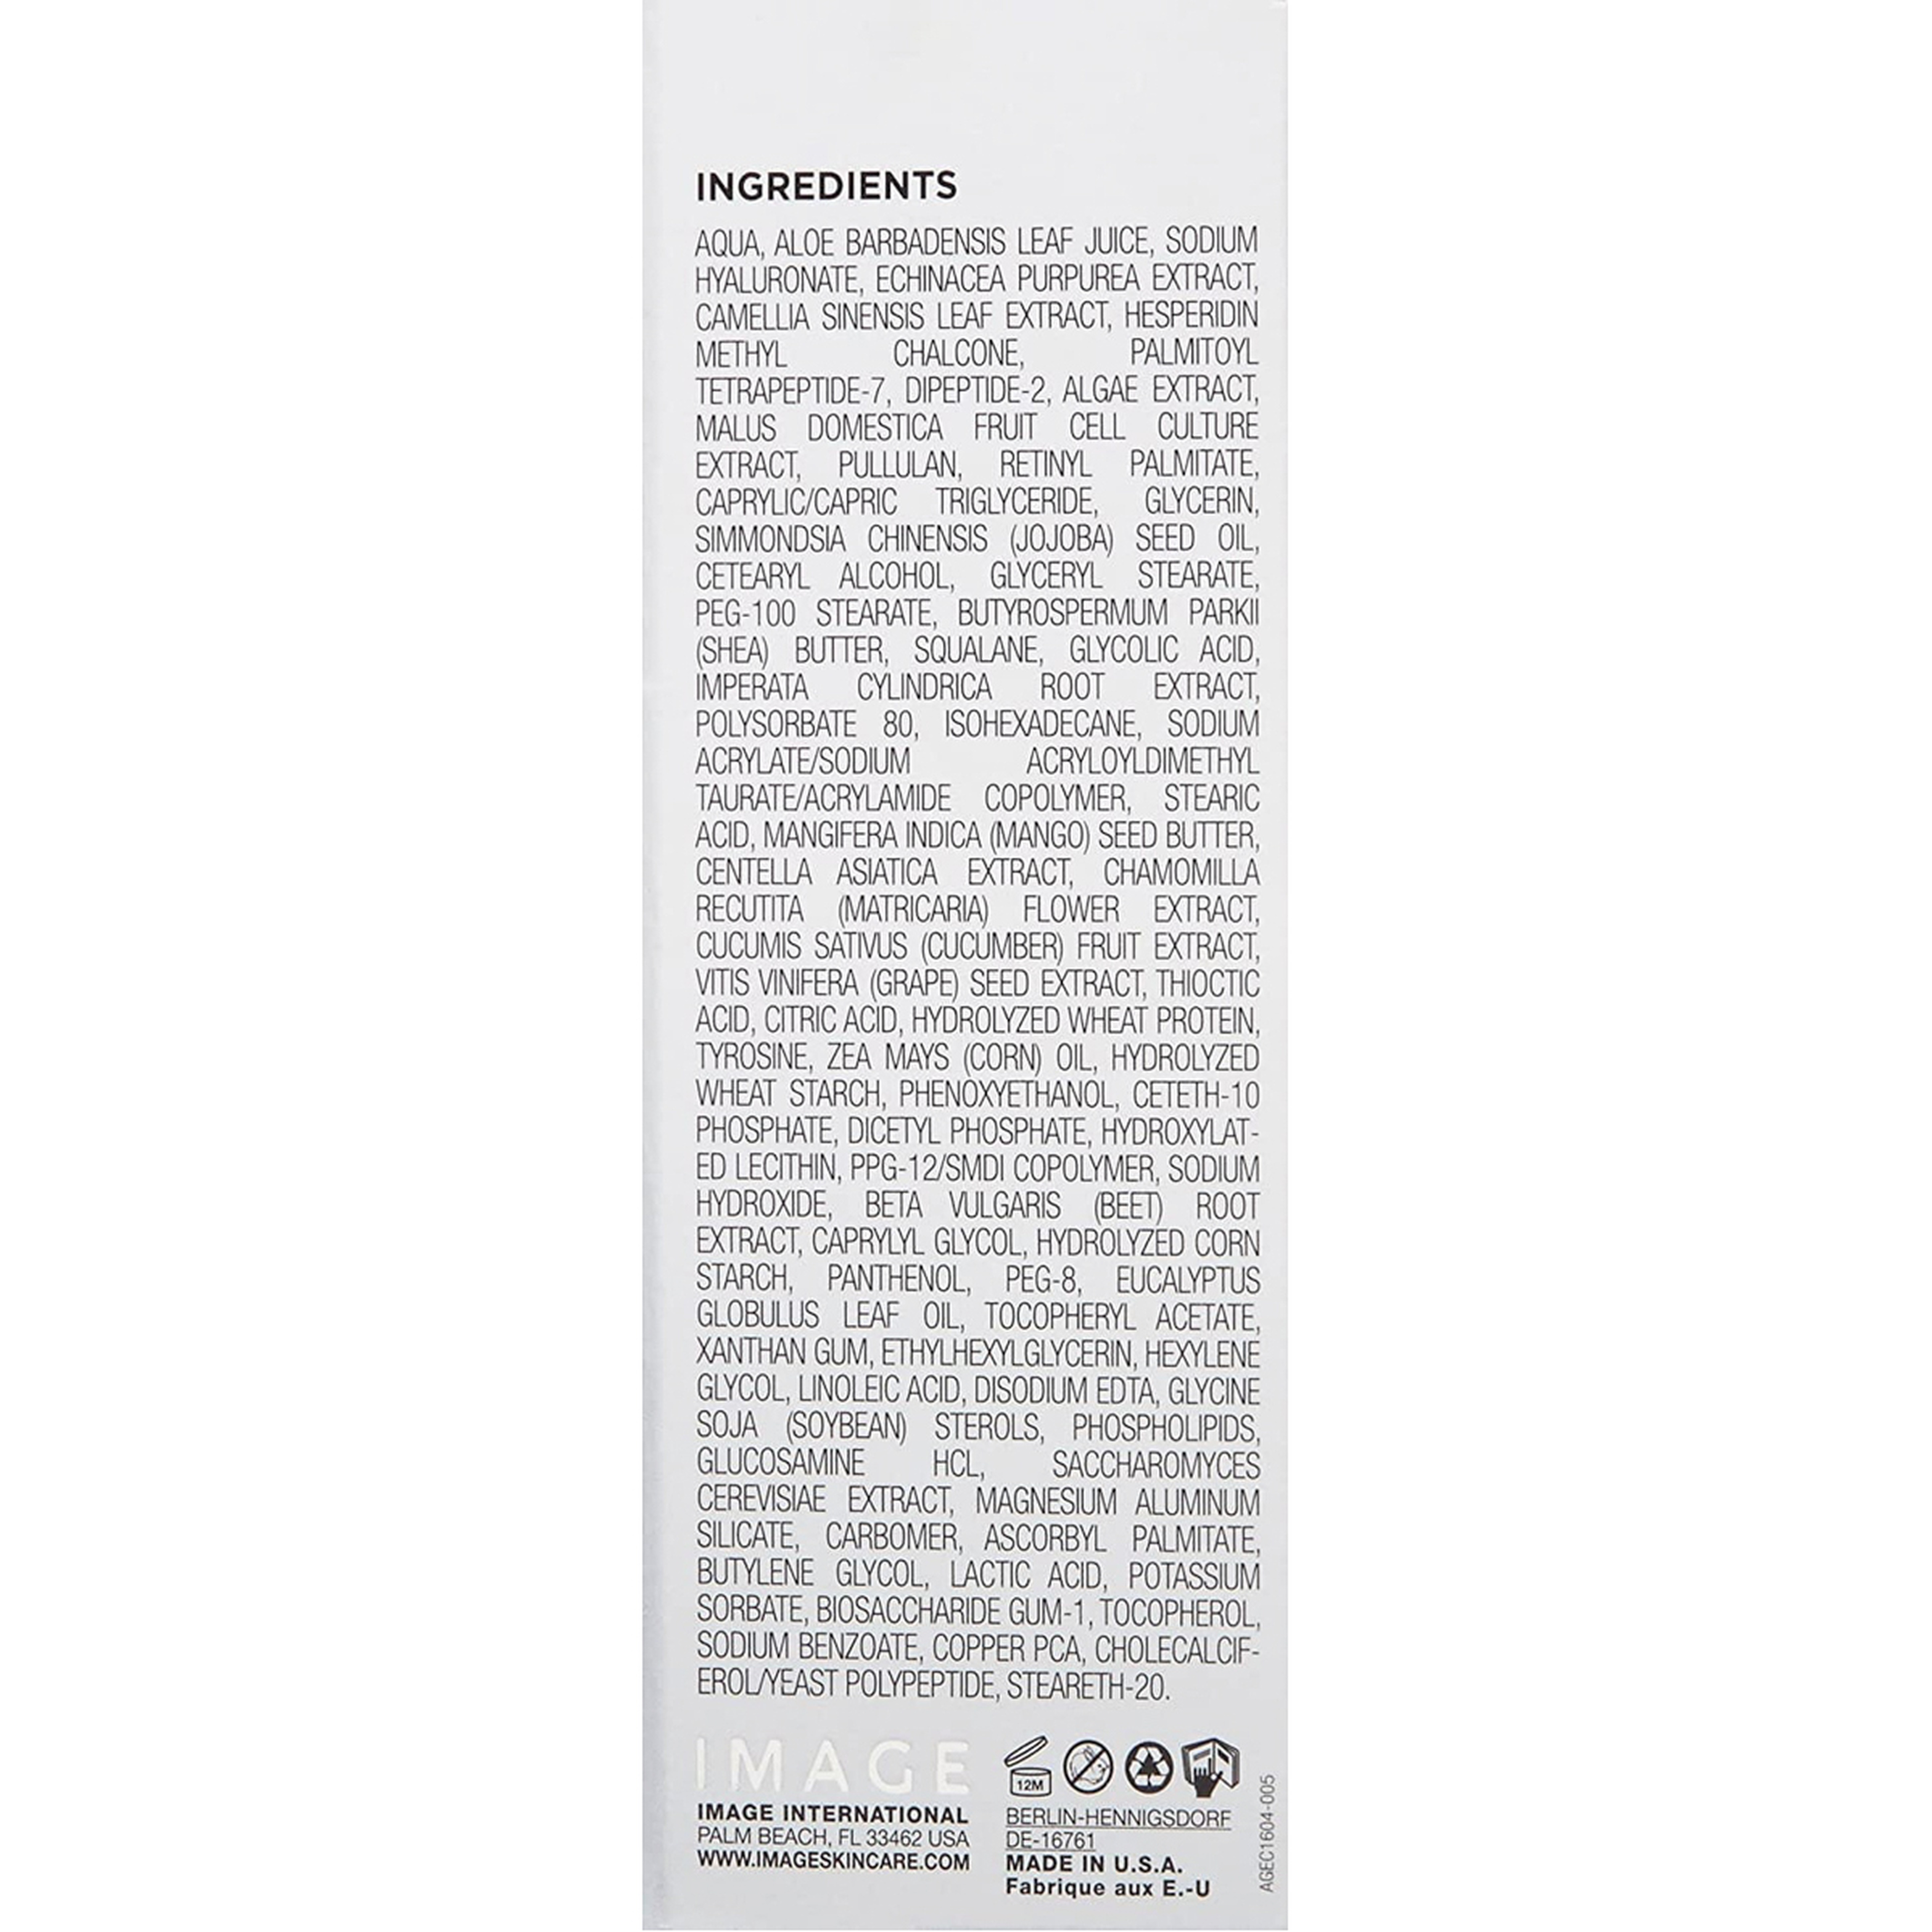 INGREDIENTS
AQUA, ALOE BARBADENSIS LEAF JUICE, SODIUM
HYALURONATE, ECHINACEA PURPUREA EXTRACT,
CAMELLIA SINENSIS LEAF EXTRACT, HESPERIDIN
METHYL CHALCONE, PALMITOYL
TETRAPEPTIDE-7, DIPEPTIDE-2, ALGAE EXTRACT,
MALUS DOMESTICA FRUIT CELL CULTURE
EXTRACT, PULLULAN, RETINYL PALMITATE,
CAPRYLIC/CAPRIC TRIGLYCERIDE, GLYCERIN,
SIMMONDSIA CHINENSIS (JOJOBA) SEED OIL,
CETEARYL ALCOHOL, GLYCERYL STEARATE,
PEG-100 STEARATE, BUTYROSPERMUM PARKII
(SHEA) BUTTER, SQUALANE, GLYCOLIC ACID,
IMPERATA CYLINDRICA ROOT EXTRACT,
POLYSORBATE 80, ISOHEXADECANE, SODIUM
ACRYLATE/SODIUM ACRYLOYLDIMETHYL
TAURATE/ACRYLAMIDE COPOLYMER, STEARIC
ACID, MANGIFERA INDICA (MANGO) SEED BUTTER,
CENTELLA ASIATICA EXTRACT, CHAMOMILLA
RECUTITA (MATRICARIA) FLOWER EXTRACT,
CUCUMIS SATIVUS (CUCUMBER) FRUIT EXTRACT,
VITIS VINIFERA (GRAPE) SEED EXTRACT, THIOCTIC
ACID, CITRIC ACID, HYDROLYZED WHEAT PROTEIN,
TYROSINE, ZEA MAYS (CORN) OIL, HYDROLYZED
WHEAT STARCH, PHENOXYETHANOL, CETETH-10
PHOSPHATE, DICETYL PHOSPHATE, HYDROXYLAT-
ED LECITHIN, PPG-12/SMDI COPOLYMER, SODIUM
HYDROXIDE, BETA VULGARIS (BEET) ROOT
EXTRACT, CAPRYLYL GLYCOL, HYDROLYZED CORN
STARCH, PANTHENOL, PEG-8, EUCALYPTUS
GLOBULUS LEAF OIL, TOCOPHERYL ACETATE,
XANTHAN GUM, ETHYLHEXYLGLYCERIN, HEXYLENE
GLYCOL, LINOLEIC ACID, DISODIUM EDTA, GLYCINE
SOJA (SOYBEAN) STEROLS, PHOSPHOLIPIDS,
GLUCOSAMINE HCL, SACCHAROMYCES
CEREVISIAE EXTRACT, MAGNESIUM ALUMINUM
SILICATE, CARBOMER, ASCORBYL PALMITATE,
BUTYLENE GLYCOL, LACTIC ACID, POTASSIUM
SORBATE, BIOSACCHARIDE GUM-1, TOCOPHEROL,
SODIUM BENZOATE, COPPER PCA, CHOLECALCIF-
EROL/YEAST POLYPEPTIDE, STEARETH-20.
IMAGE
IMAGE INTERNATIONAL
PALM BEACH, FL 33462 USA
WWW.IMAGESKINCARE.COM
12M
BERLIN-HENNIGSDORF
DE-16761
MADE IN U.S.A.
Fabrique aux E.-U
AGEC1604-005